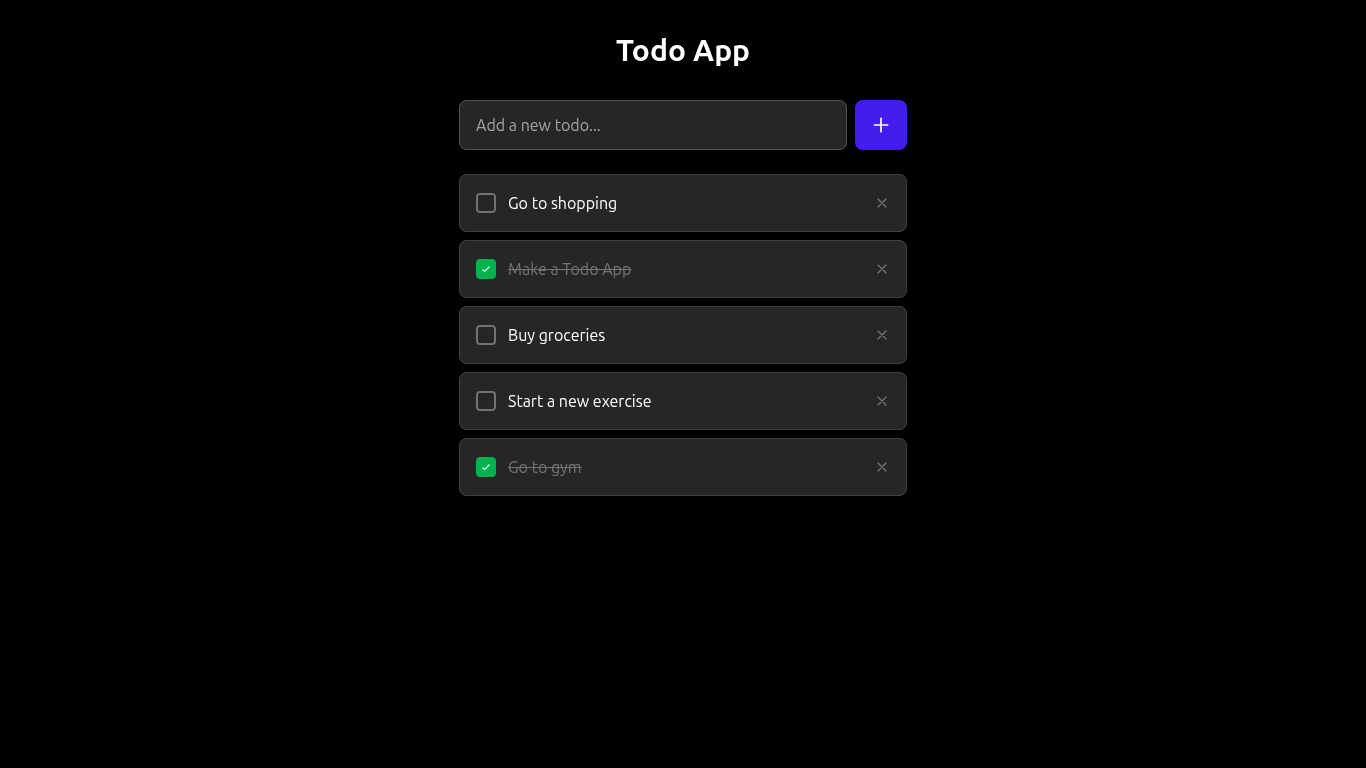 Todo App
Add a new todo...
Go to shopping
Make a Todo App
Buy groceries
Start a new exercise
Go to gym